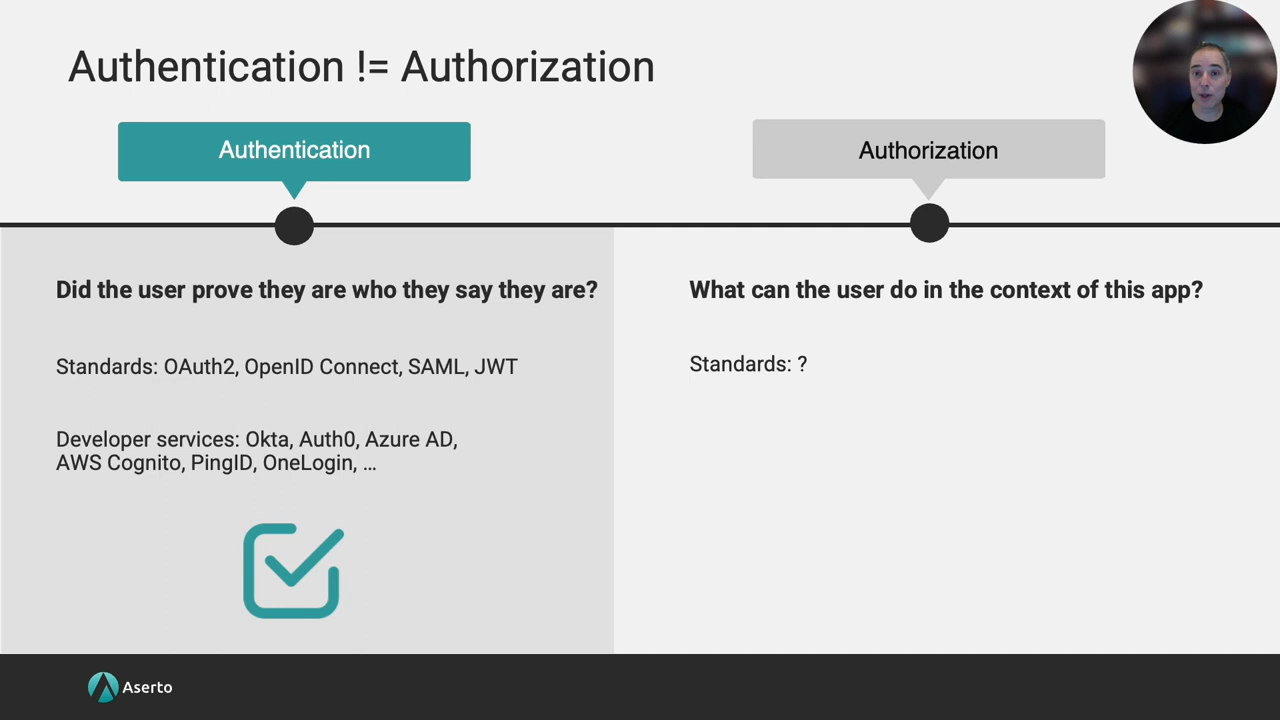 Authentication != Authorization
Authentication
Authorization
Did the user prove they are who they say they are?
Standards: OAuth2, OpenID Connect, SAML, JWT
Developer services: Okta, Auth0, Azure AD,
AWS Cognito, PingID, OneLogin, ...
What can the user do in the context of this app?
Standards: ?
Aserto